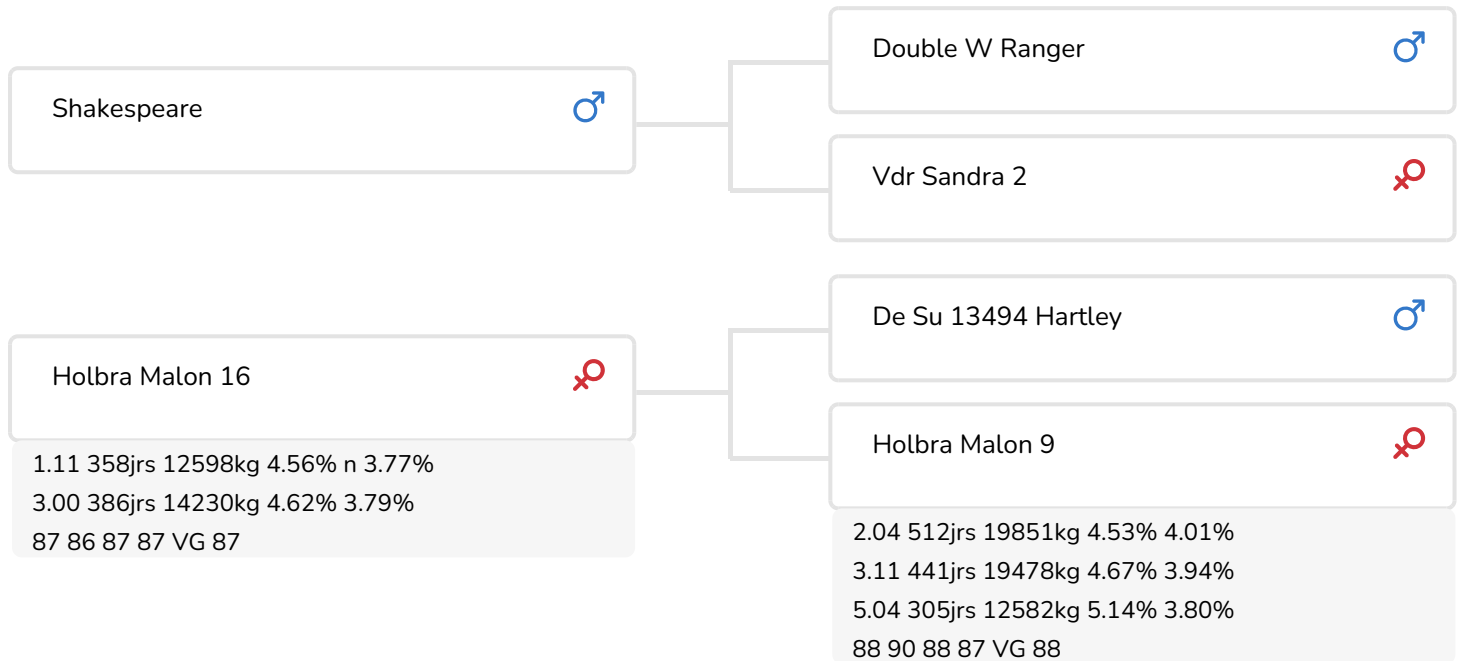 Shakespeare
Double W Ranger
Vdr Sandra 2
Holbra Malon 16
1.11 358jrs 12598kg 4.56% n 3.77%
3.00 386jrs 14230kg 4.62% 3.79%
87 86 87 87 VG 87
De Su 13494 Hartley
Holbra Malon 9
2.04 512jrs 19851kg 4.53% 4.01%
3.11 441jrs 19478kg 4.67% 3.94%
5.04 305jrs 12582kg 5.14% 3.80%
88 90 88 87 VG 88